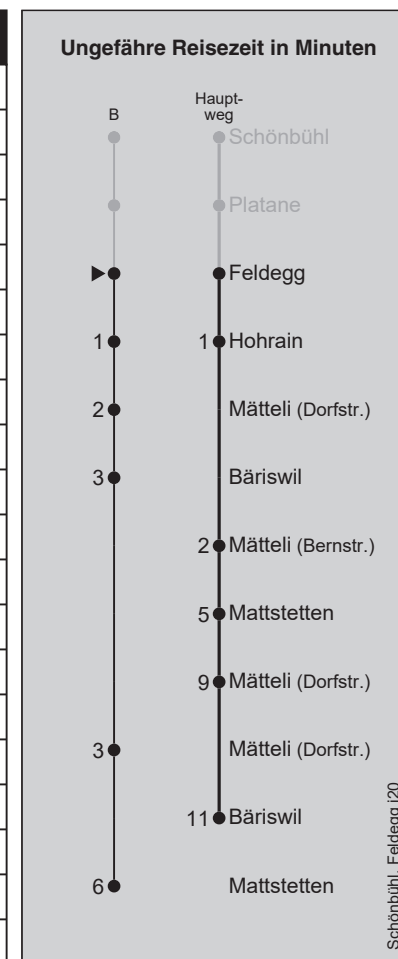 Ungefähre Reisezeit in Minuten
B
Haupt-
weg
Schönbühl
Platane
Feldegg
1 1 Hohrain
2 Mätteli (Dorfstr.)
3 Bäriswil
2 Mätteli (Bernstr.)
5 Mattstetten
9 Mätteli (Dorfstr.)
3 Mätteli (Dorfstr.)
11 Bäriswil
6 Mattstetten
Schönbühl, Feldegg j20